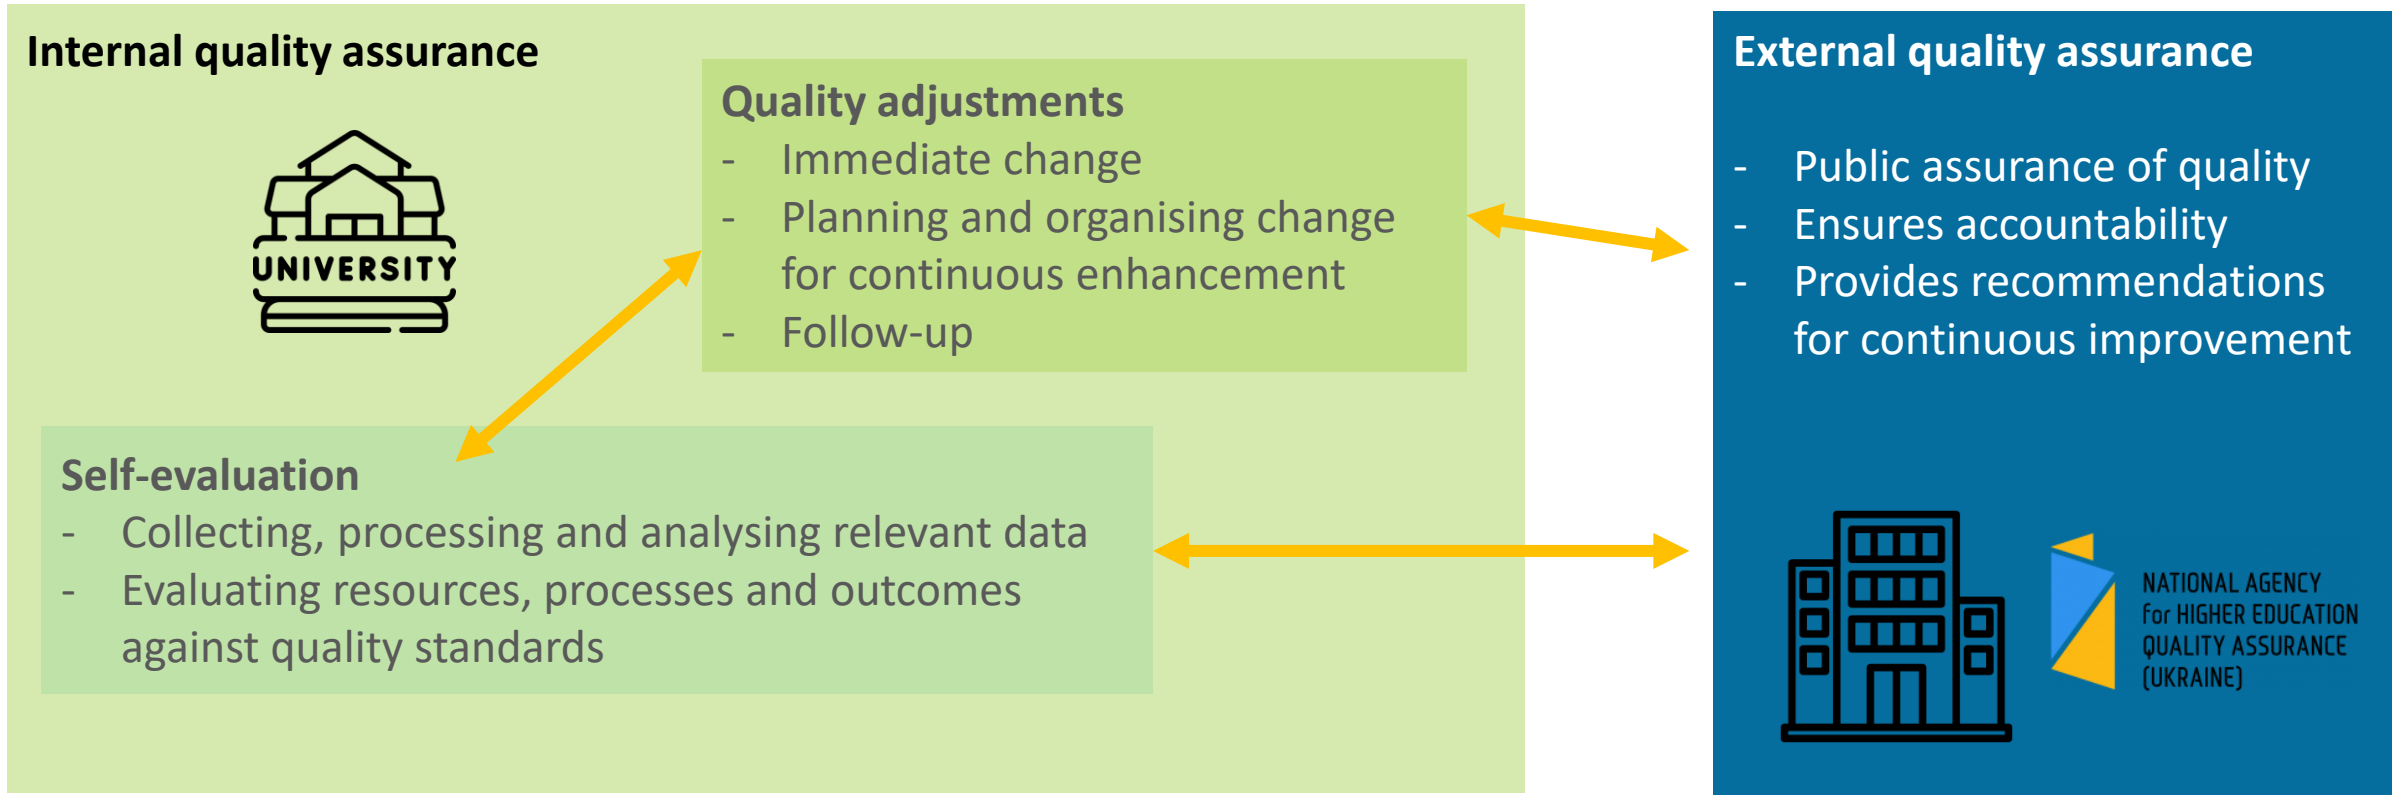 Internal quality assurance
UNIVERSITY
Quality adjustments
- Immediate change
- Planning and organising change
for continuous enhancement
- Follow-up
Self-evaluation
- Collecting, processing and analysing relevant data
- Evaluating resources, processes and outcomes
against quality standards
External quality assurance
- Public assurance of quality
- Ensures accountability
- Provides recommendations
for continuous improvement
NATIONAL AGENCY
for HIGHER EDUCATION
QUALITY ASSURANCE
(UKRAINE)